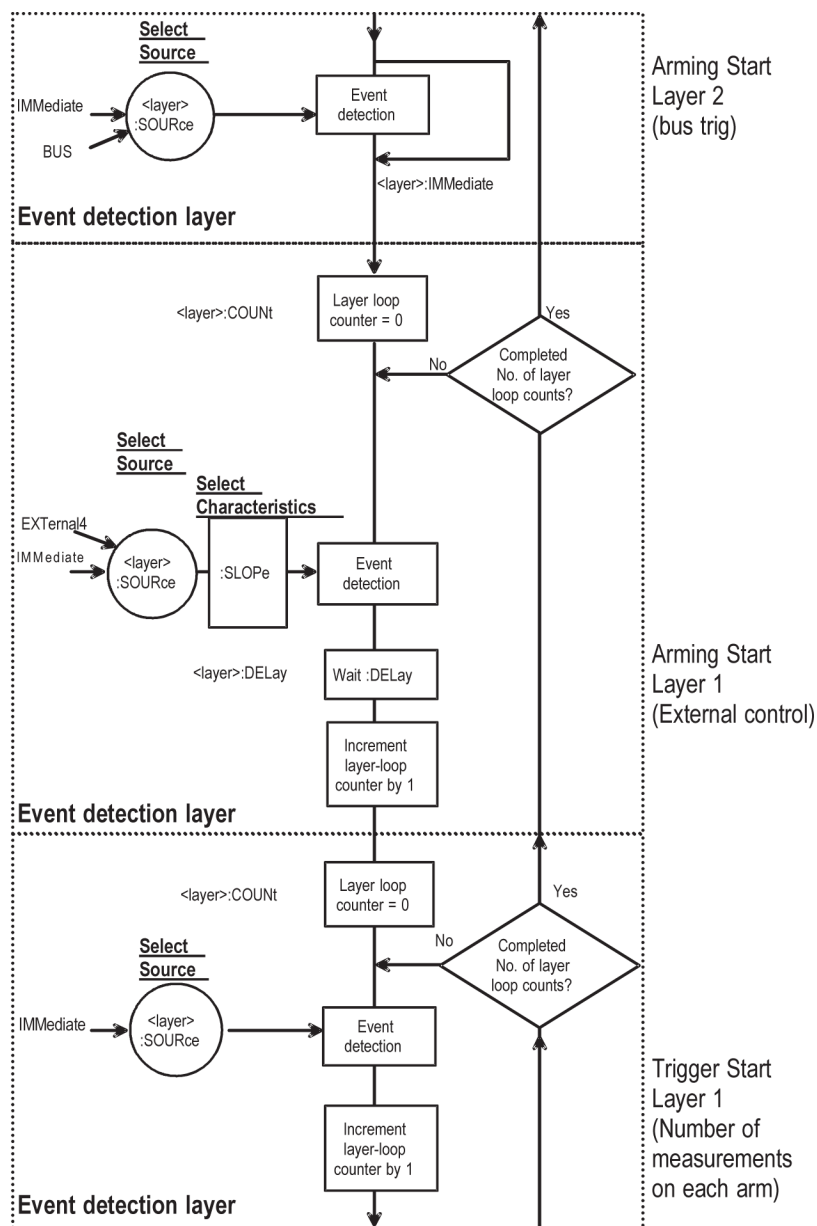 Select
Source
IMMediate
<layer>
:SOURce
BUS
Event
detection
<layer>:IMMediate
Event detection layer
Arming Start
Layer 2
(bus trig)
<layer>:COUNt
Layer loop
counter = 0
Yes
No
Completed
No. of layer
loop counts?
Select
Source
Select
Characteristics
EXTernal4
IMMediate
<layer>
:SOURce
:SLOPe
Event
detection
<layer>:DELay
Wait :DELay
Increment
layer-loop
counter by 1
Event detection layer
Arming Start
Layer 1
(External control)
<layer>:COUNt
Layer loop
counter = 0
Yes
No
Completed
No. of layer
loop counts?
Select
Source
IMMediate
<layer>
:SOURce
Event
detection
Increment
layer-loop
counter by 1
Event detection layer
Trigger Start
Layer 1
(Number of
measurements
on each arm)